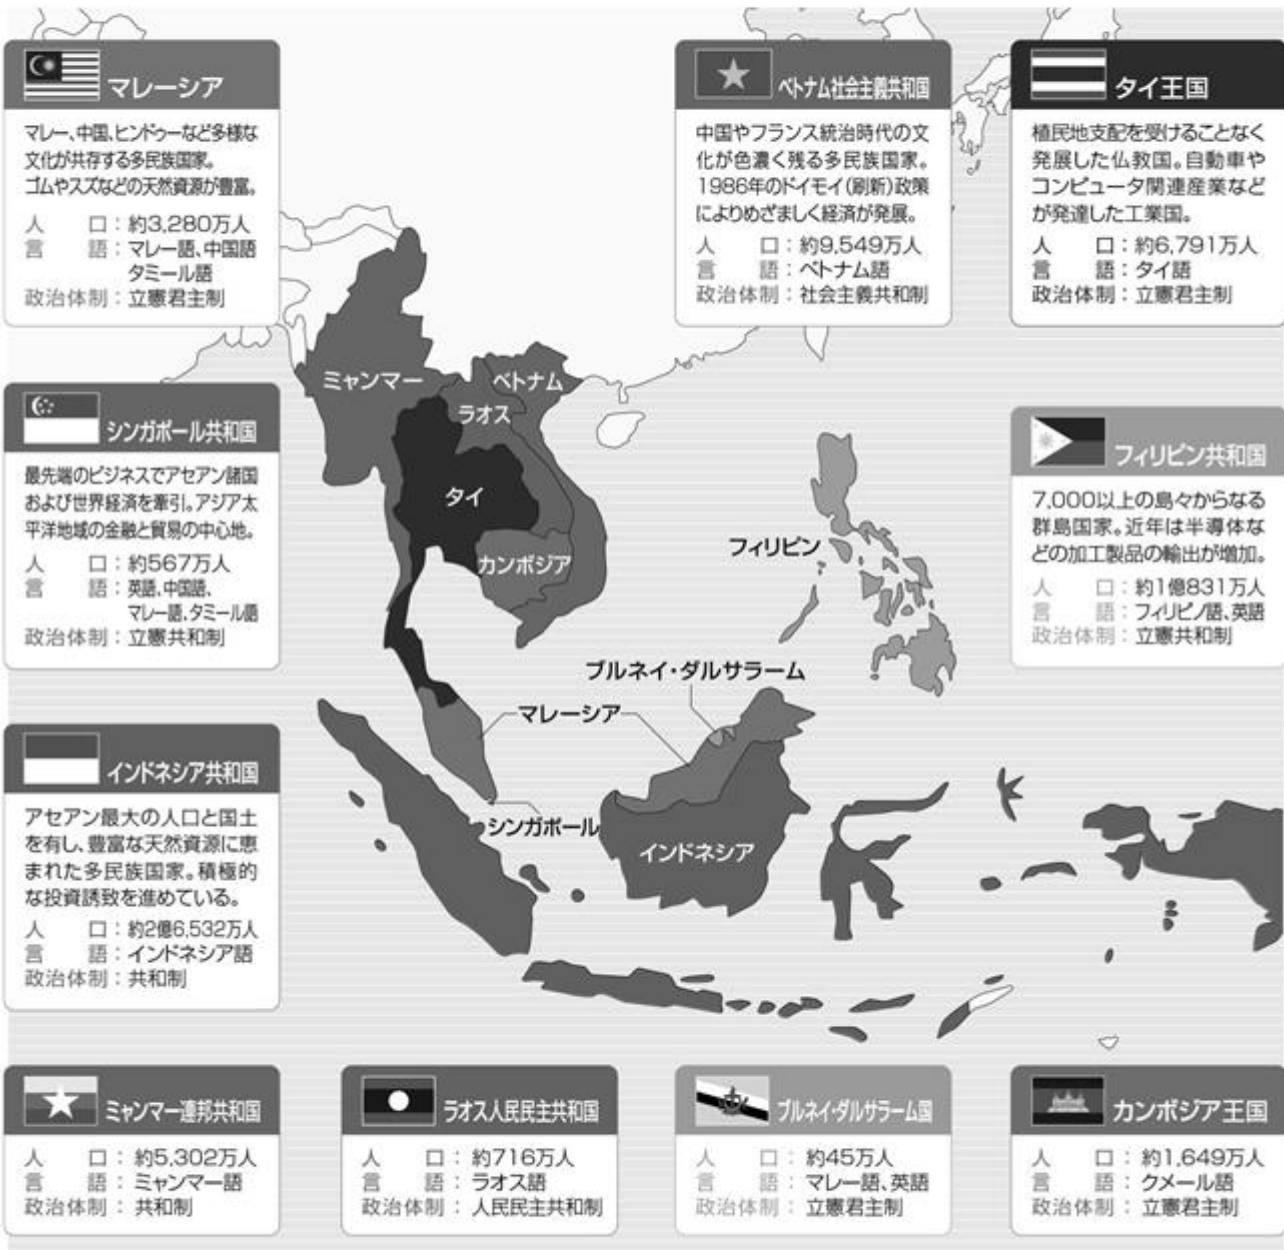 マレーシア
マレー、中国、ヒンドゥーなど多様な
文化が共存する多民族国家。
ゴムやスズなどの天然資源が豊富。
人　　口：約3,280万人
言　　語：マレー語、中国語
タミール語
政治体制：立憲君主制
ベトナム社会主義共和国
中国やフランス統治時代の文
化が色濃く残る多民族国家。
1986年のドイモイ(刷新)政策
によりめざましく経済が発展。
人　　口：約9,549万人
言　　語：ベトナム語
政治体制：社会主義共和制
タイ王国
植民地支配を受けることなく
発展した仏教国。自動車や
コンピュータ関連産業など
が発達した工業国。
人　　口：約6,791万人
言　　語：タイ語
政治体制：立憲君主制
シンガポール共和国
最先端のビジネスでアセアン諸国
および世界経済を牽引。アジア太
平洋地域の金融と貿易の中心地。
人　　口：約567万人
言　　語：英語、中国語、
マレー語、タミール語
政治体制：立憲共和制
フィリピン共和国
7,000以上の島々からなる
群島国家。近年は半導体な
どの加工製品の輸出が増加。
人　　口：約1億831万人
言　　語：フィリピノ語、英語
政治体制：立憲共和制
ミャンマー
ベトナム
ラオス
タイ
カンボジア
フィリピン
ブルネイ・ダルサラーム
マレーシア
シンガポール
インドネシア
インドネシア共和国
アセアン最大の人口と国土
を有し、豊富な天然資源に恵
まれた多民族国家。積極的
な投資誘致を進めている。
人　　口：約2億6,532万人
言　　語：インドネシア語
政治体制：共和制
ミャンマー連邦共和国
人　　口：約5,302万人
言　　語：ミャンマー語
政治体制：共和制
ラオス人民民主共和国
人　　口：約716万人
言　　語：ラオス語
政治体制：人民民主共和制
ブルネイ・ダルサラーム国
人　　口：約45万人
言　　語：マレー語、英語
政治体制：立憲君主制
カンボジア王国
人　　口：約1,649万人
言　　語：クメール語
政治体制：立憲君主制